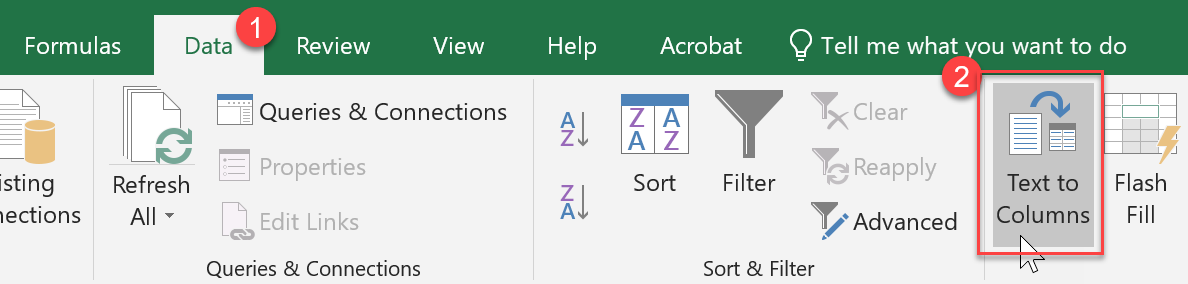 Formulas Data 1 Review View Help Acrobat Tell me what you want to do
isting
nections
Refresh
All
Queries & Connections
Properties
Edit Links
Queries & Connections
A
Z
Z
A
Z A
A Z
Sort
Filter
Clear
Reapply
Advanced
Sort & Filter
2
Text to
Columns
Flash
Fill